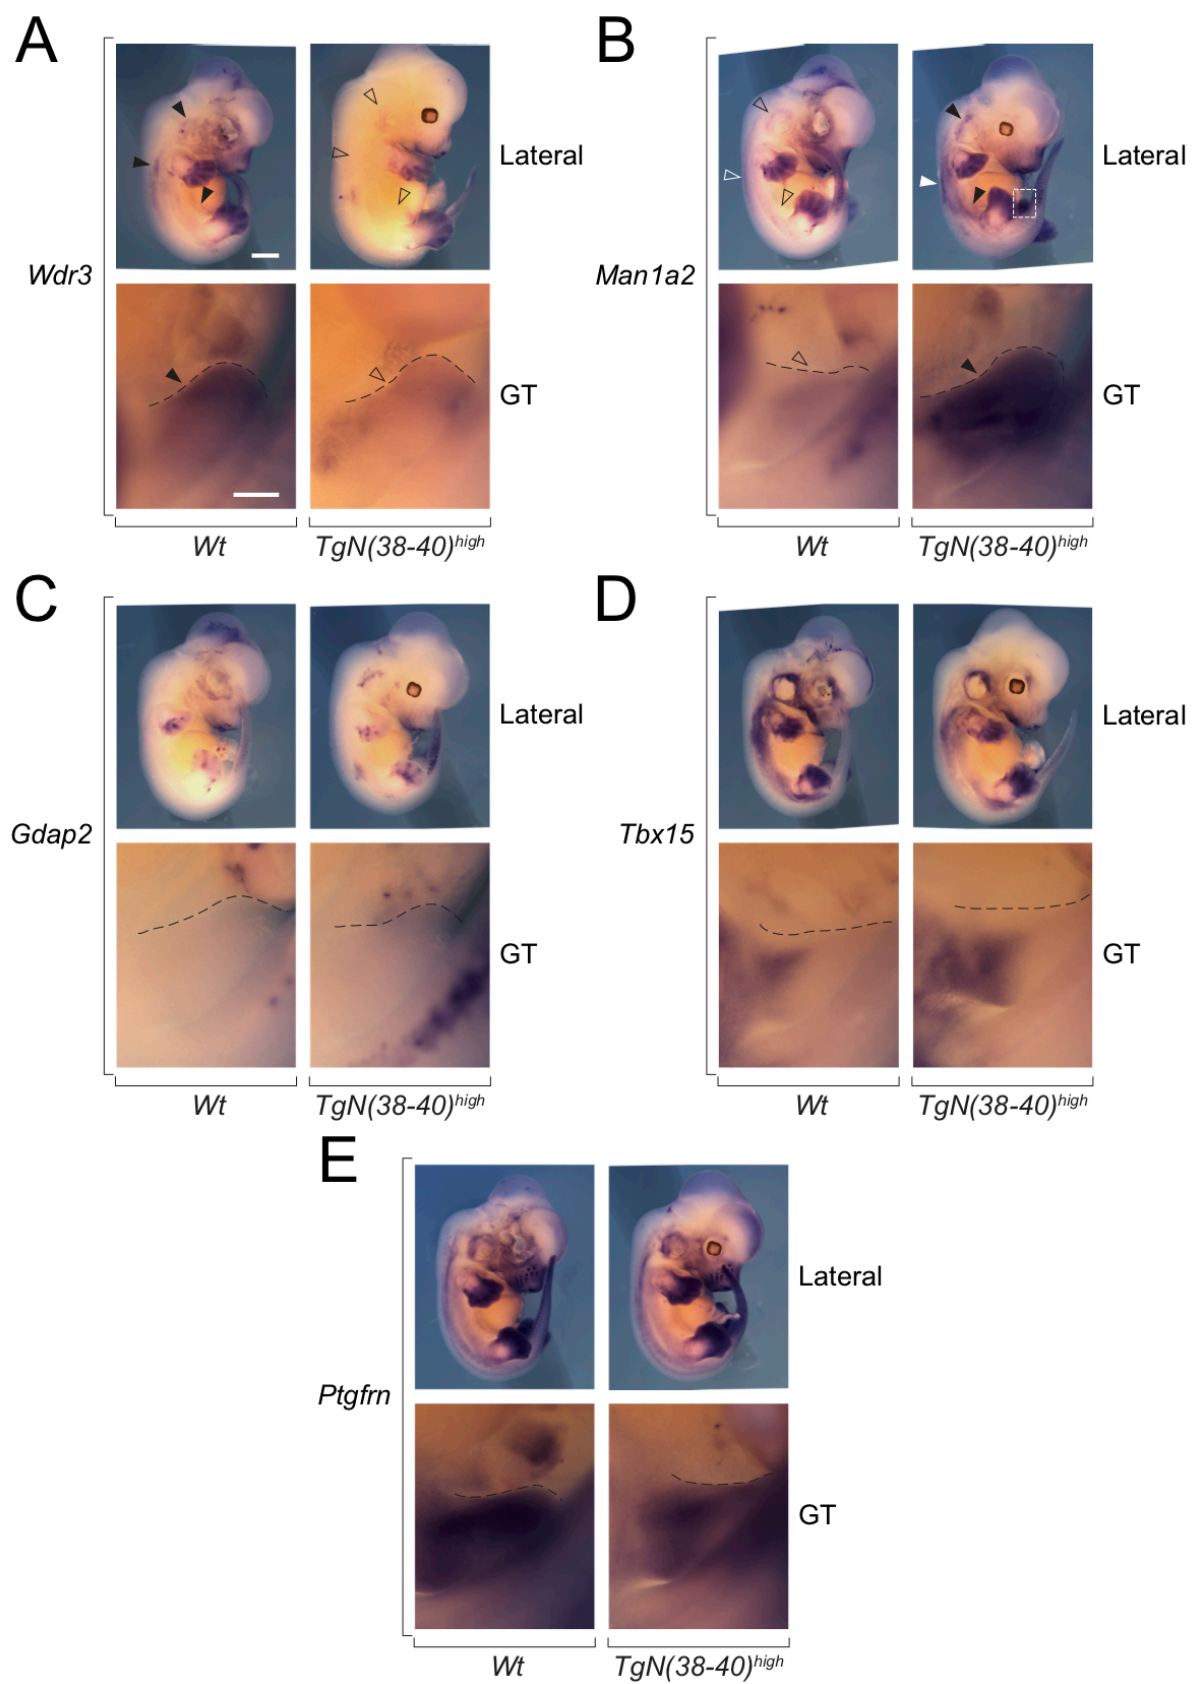 A
B
Lateral
Lateral
Wdr3
Man1a2
GT
GT
Wt
TgN(38-40)high
Wt
TgN(38-40)high
C
D
Lateral
Lateral
Gdap2
Tbx15
GT
GT
Wt
TgN(38-40)high
Wt
TgN(38-40)high
E
Lateral
Ptgfrn
GT
Wt
TgN(38-40)high